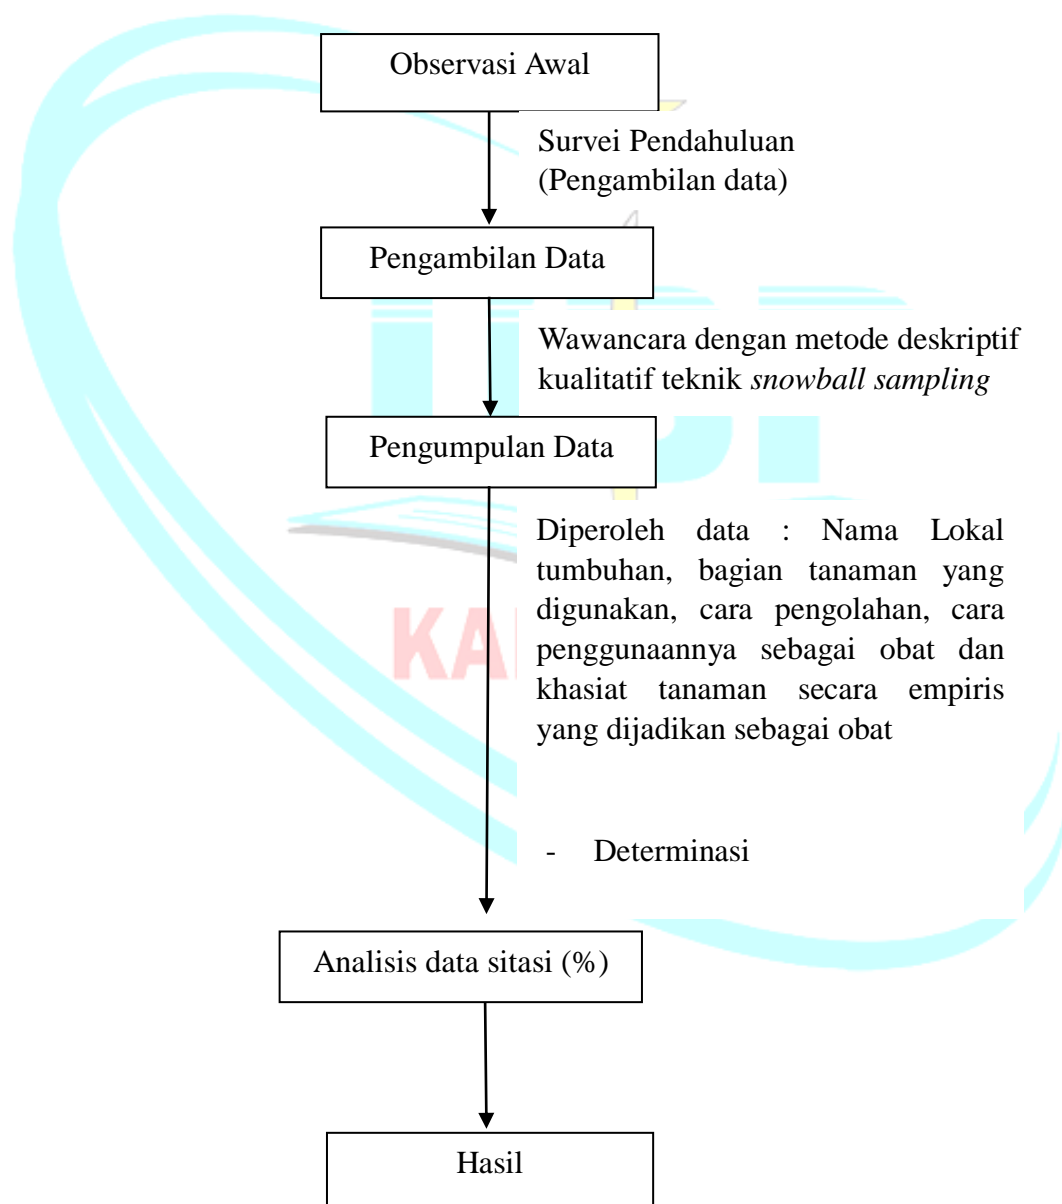 Observasi Awal
Survei Pendahuluan
(Pengambilan data)
Pengambilan Data
Wawancara dengan metode deskriptif
kualitatif teknik snowball sampling
Pengumpulan Data
Diperoleh data : Nama Lokal
tumbuhan, bagian tanaman yang
digunakan, cara pengolahan, cara
penggunaannya sebagai obat dan
khasiat tanaman secara empiris
yang dijadikan sebagai obat
- Determinasi
Analisis data sitasi (%)
Hasil